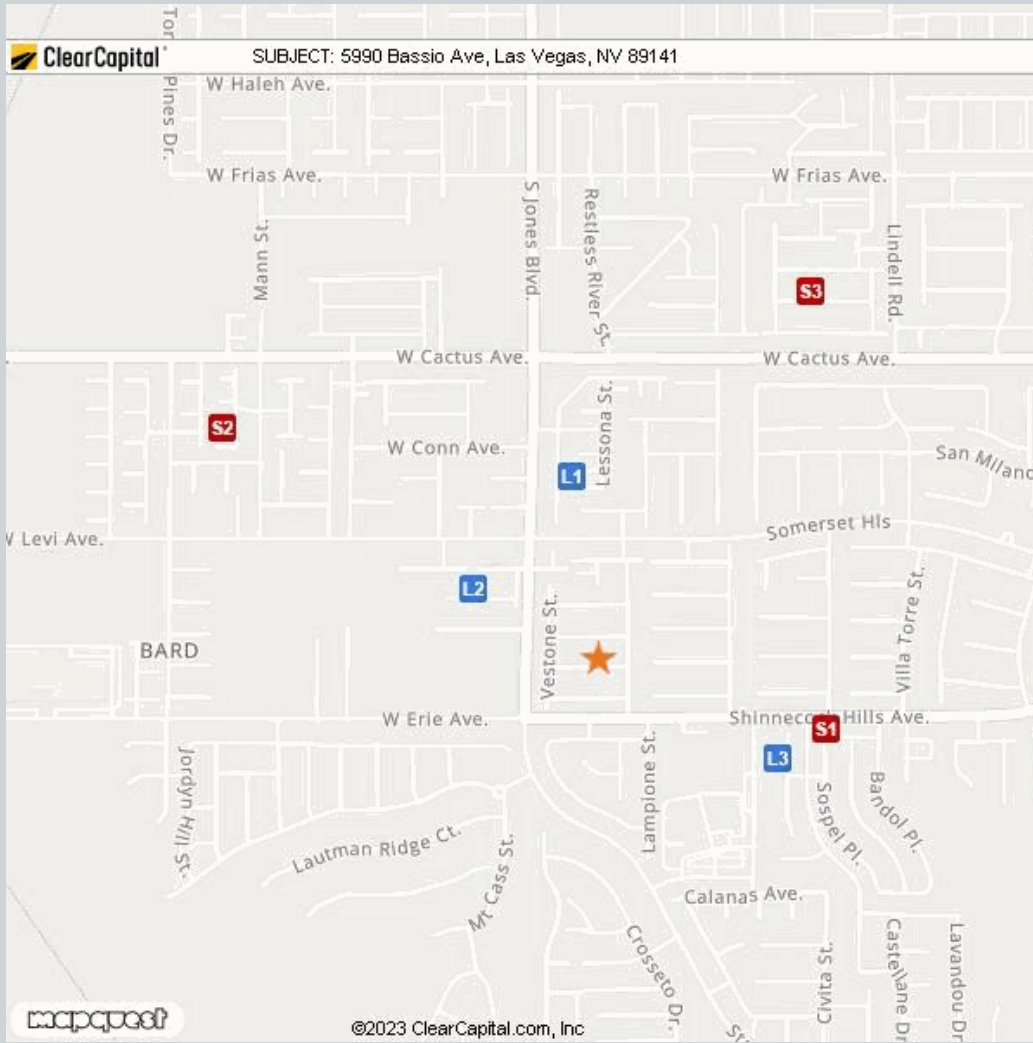 ClearCapital
SUBJECT: 5990 Bassio Ave, Las Vegas, NV 89141
Pines Dr.
W Haleh Ave.
W Frias Ave.
W Frias Ave.
Mann St.
S Jones Blvd.
Restless River St.
Lindell Rd.
S3
W Cactus Ave.
W Cactus Ave.
S2
Lessona St.
W Conn Ave.
L1
San Milano
Somerset Hls
W Levi Ave.
L2
Vestone St.
Villa Torre St.
BARD
W Erie Ave.
Shinnecock Hills Ave.
S1
L3
Jordyn Hill St.
Lampione St.
Sospel Pl.
Bandol Pl.
Lautman Ridge Ct.
Mt Cass St.
Calanas Ave.
Crosseto Dr.
Civita St.
Castellane Dr
Lavandou Dr
St
mapquest
©2023 ClearCapital.com, Inc